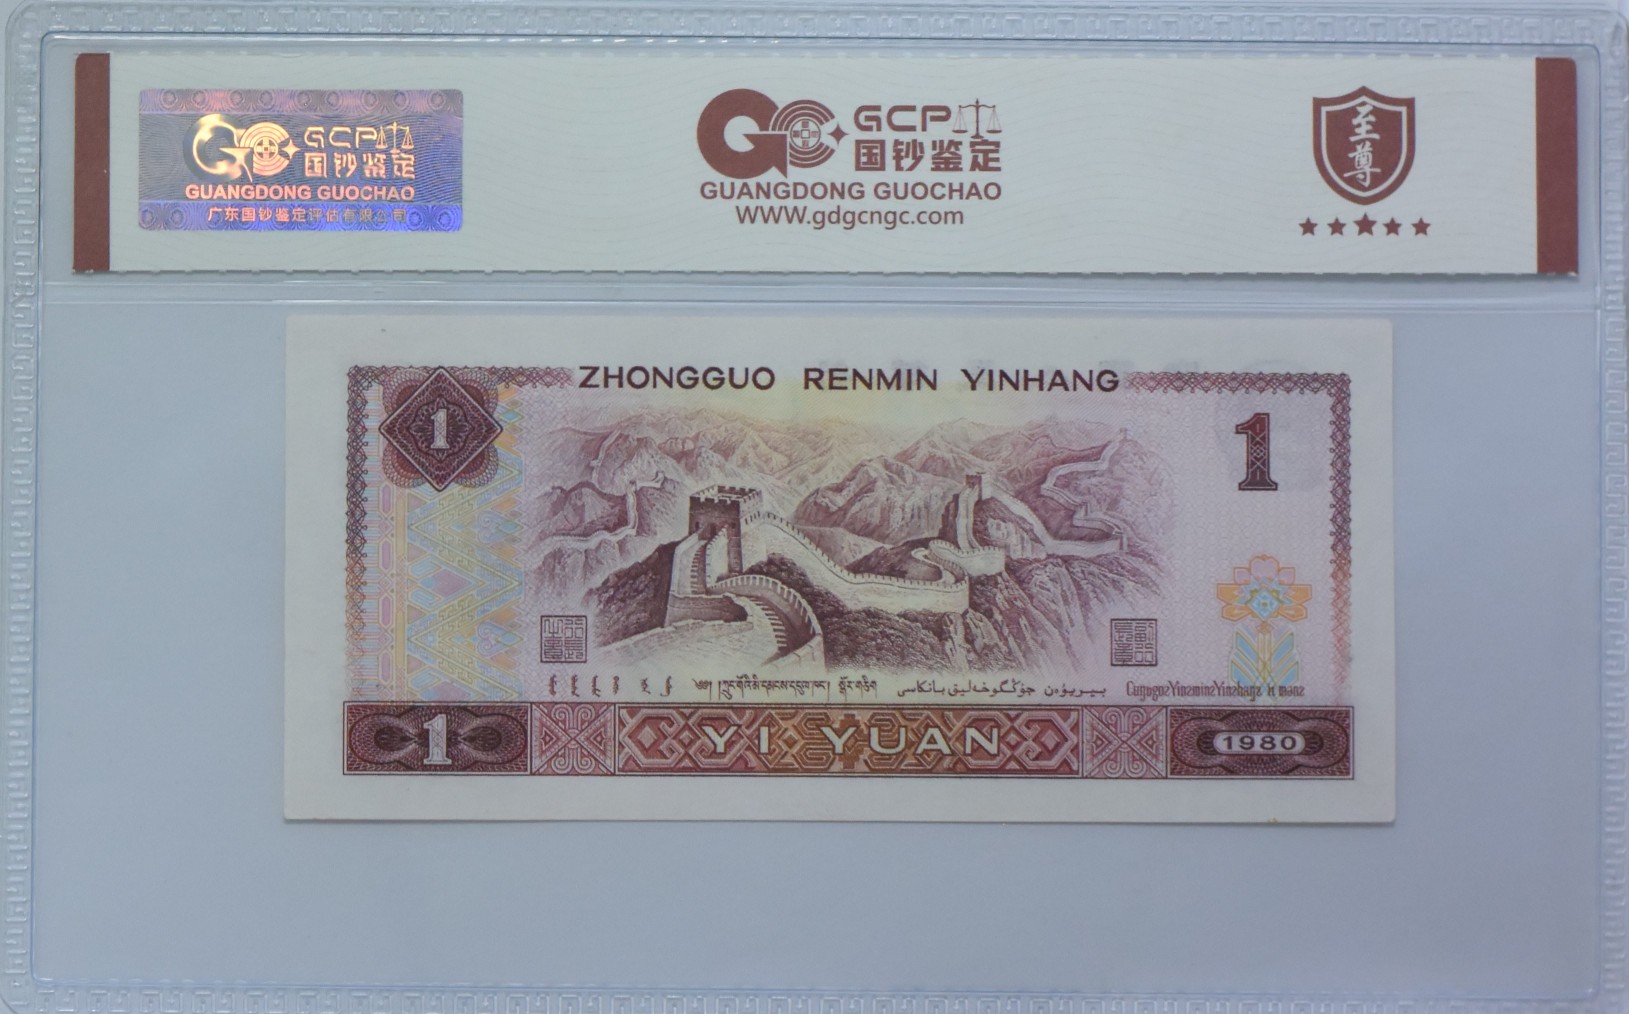 GCP
国钞鉴定
GUANGDONG GUOCHAO
广东国钞鉴定评估有限公司
GCP
国钞鉴定
GUANGDONG GUOCHAO
WWW.gdgcngc.com
至
尊
ZHONGGUO RENMIN YINHANG
1
1
1
YI YUAN
1980